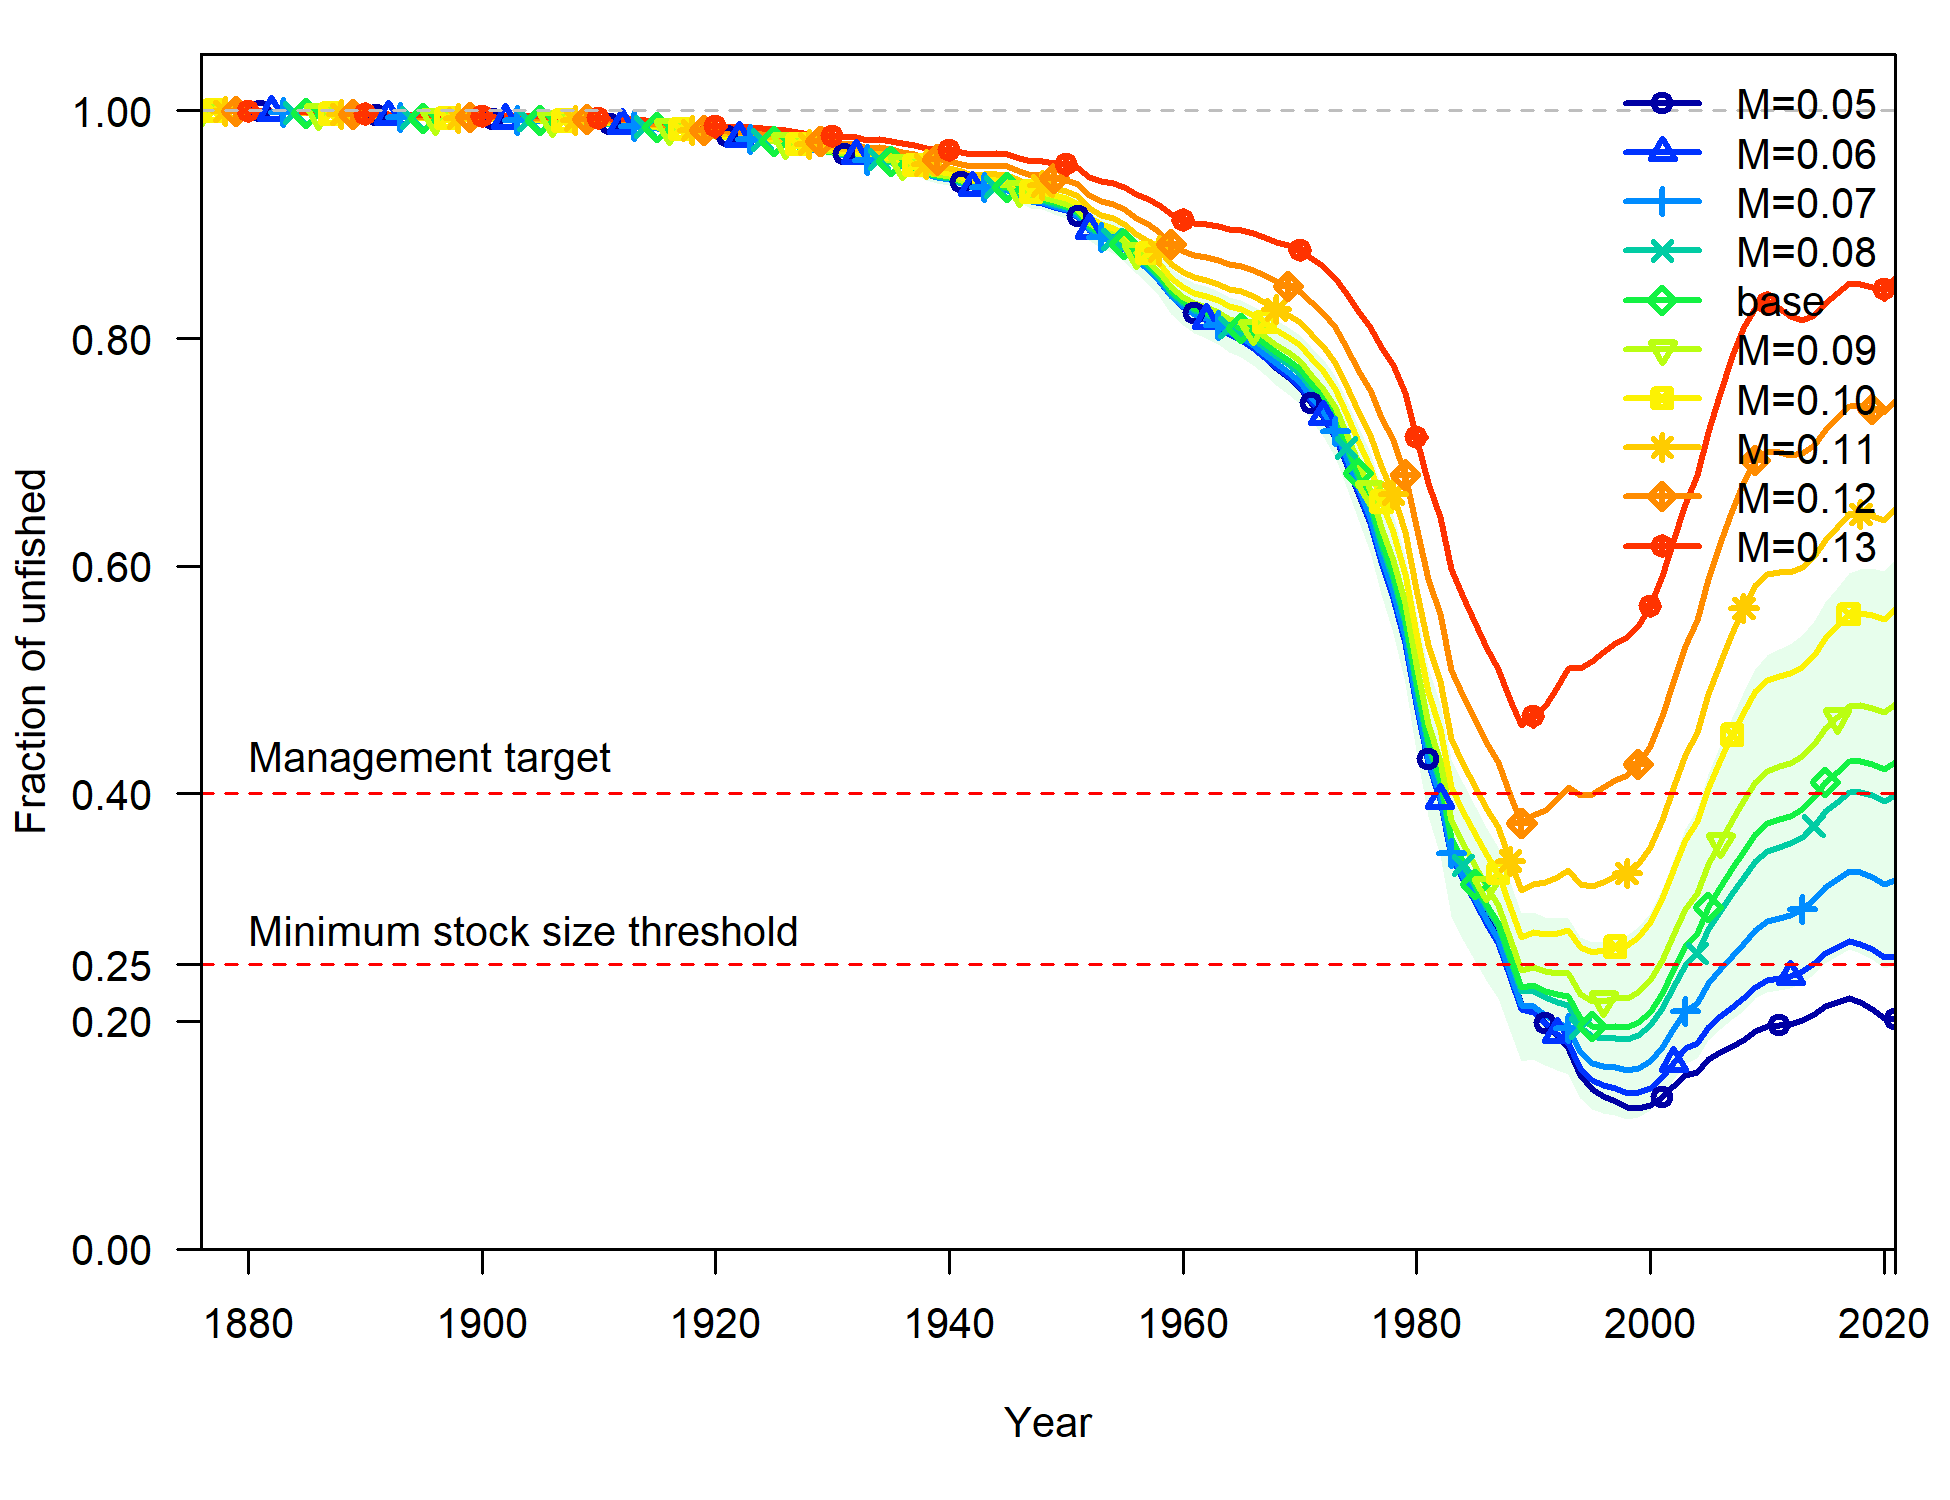 1.00
0.80
0.60
0.40
0.25
0.20
0.00
Fraction of unfished
M=0.05
M=0.06
M=0.07
M=0.08
base
M=0.09
M=0.10
M=0.11
M=0.12
M=0.13
Management target
Minimum stock size threshold
1880 1900 1920 1940 1960 1980 2000 2020
Year